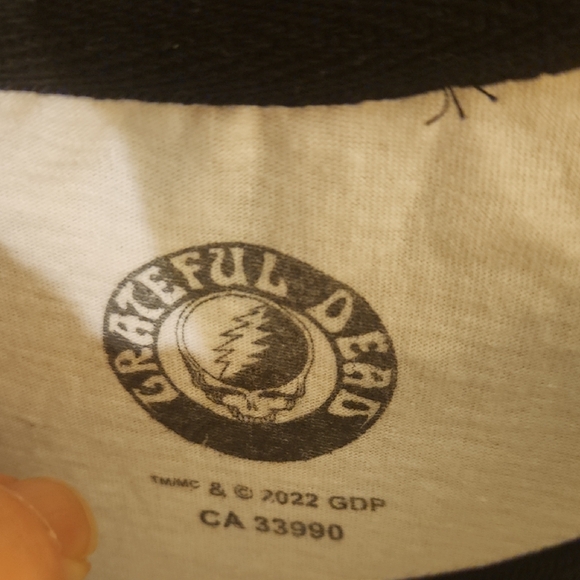 GRATEFUL DEAD
TM/MC & © 2022 GDP
CA 33990